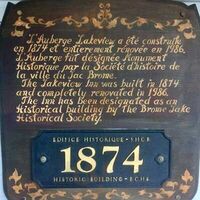 L'Auberge Lakeview a été construite
en 1874 et entièrement rénover en 1986.
L'Auberge fut désignée Monument
Historique par la Société d'histoire de
la ville du Lac Brome.
The Lakeview Inn was built in 1874
and completely renovated in 1986.
The Inn has been designated as an
Historical building by the Brome Lake
Historical Society.
EDIFICE HISTORIQUE - SHCB
1874
HISTORIC BUILDING - BCHS